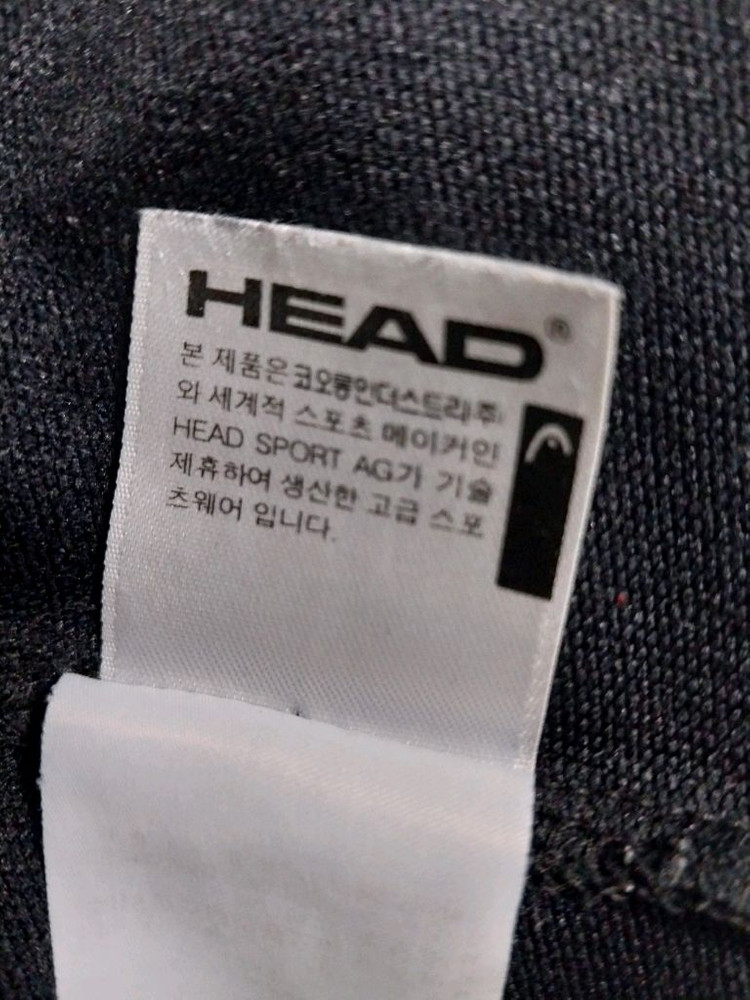 HEAD®
본 제품은 코오롱인더스트리(주)
와 세계적 스포츠 메이커인
HEAD SPORT AG가 기술
제휴하여 생산한 고급 스포
츠웨어 입니다.